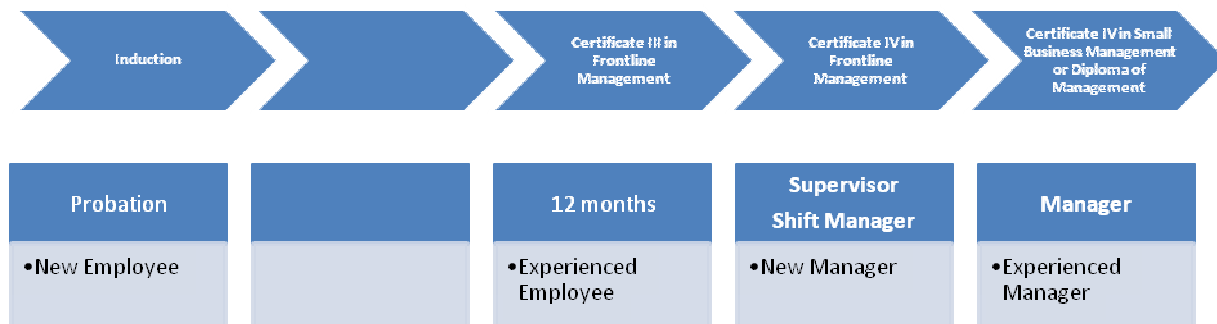 Induction
Certificate III in
Frontline
Management
Certificate IV in
Frontline
Management
Certificate IV in Small
Business Management
or Diploma of
Management
Probation
12 months
Supervisor
Shift Manager
Manager
•New Employee
•Experienced
Employee
•New Manager
•Experienced
Manager